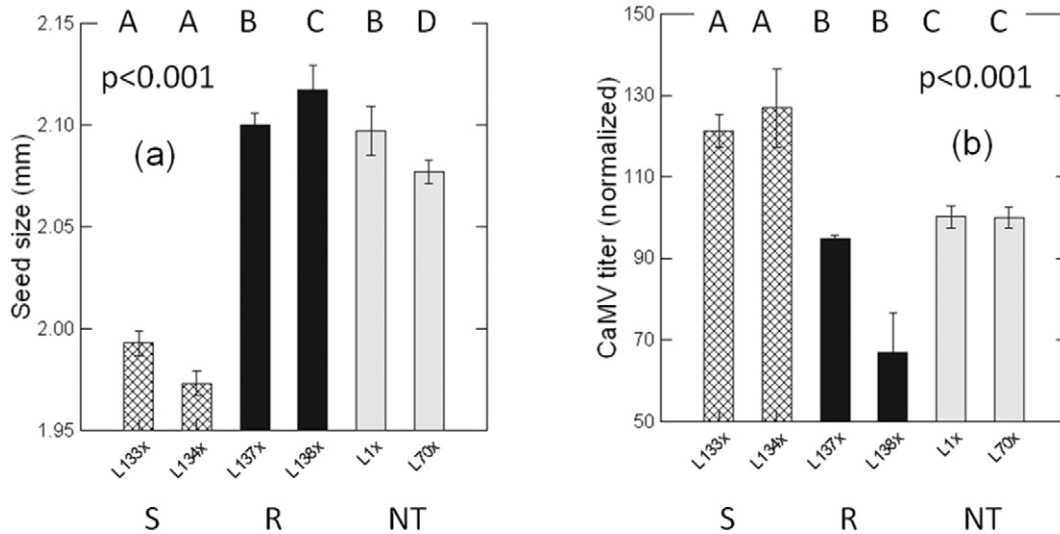 A A B C B D
2.15
p<0.001
2.10
(a)
2.05
2.00
1.95
Seed size (mm)
L133x L134x L137x L138x L1x L70x
S R NT
A A B B C C
150
p<0.001
130
(b)
110
90
70
50
CaMV titer (normalized)
L133x L134x L137x L138x L1x L70x
S R NT